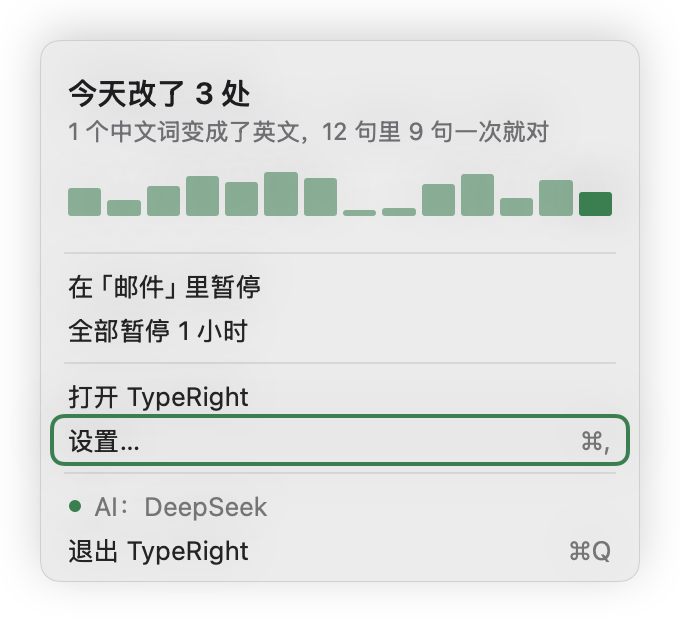 今天改了 3 处
1 个中文词变成了英文，12 句里 9 句一次就对
在「邮件」里暂停
全部暂停 1 小时
打开 TypeRight
设置... ⌘,
AI： DeepSeek
退出 TypeRight ⌘Q